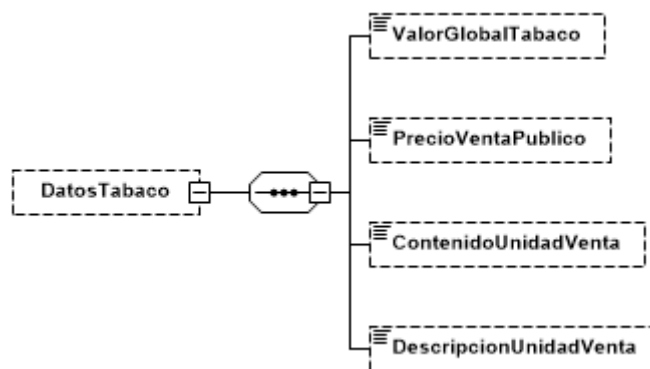 ValorGlobalTabaco
PrecioVentaPublico
DatosTabaco
ContenidoUnidadVenta
DescripcionUnidadVenta